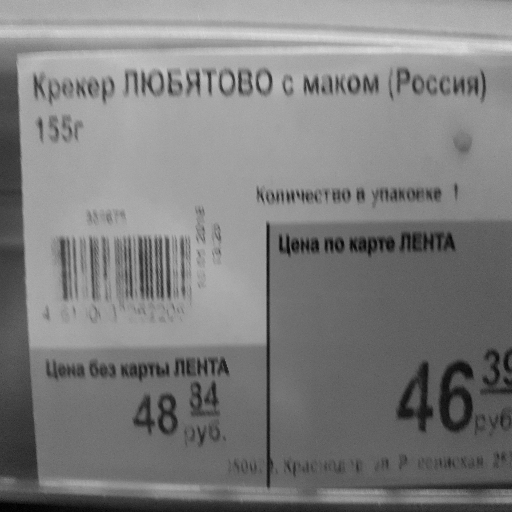 Крекер ЛЮБЯТОВО с маком (Россия)
155г
Количество в упаковке 1
Цена по карте ЛЕНТА
Цена без карты ЛЕНТА
48 84
руб.
46 39
руб
Краснодар